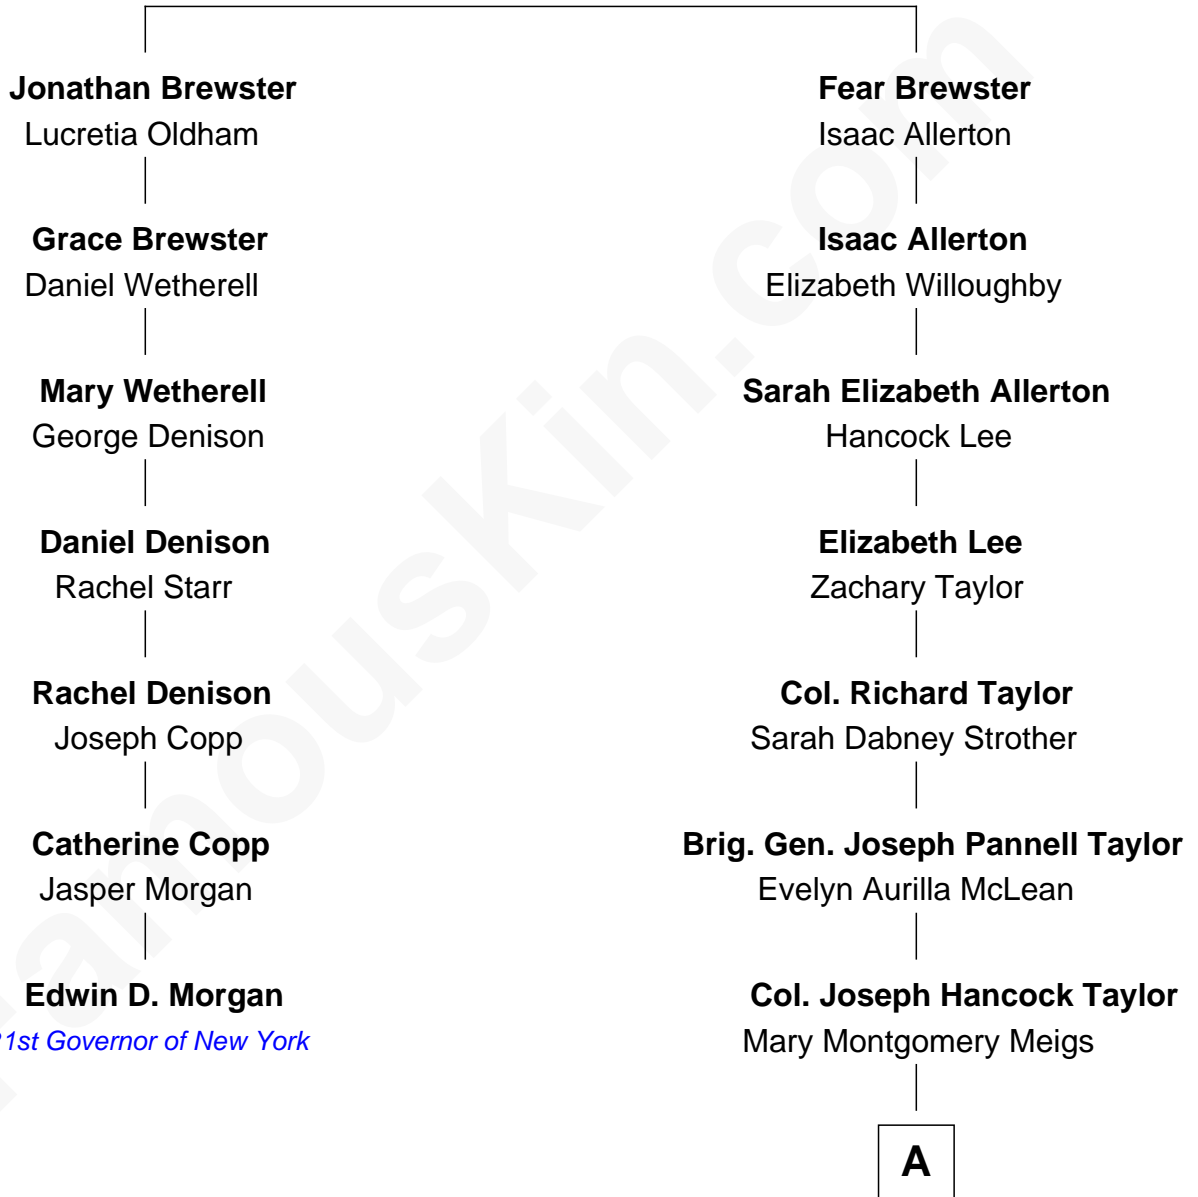 Jonathan Brewster
Lucretia Oldham
Grace Brewster
Daniel Wetherell
Mary Wetherell
George Denison
Daniel Denison
Rachel Starr
Rachel Denison
Joseph Copp
Catherine Copp
Jasper Morgan
Edwin D. Morgan
21st Governor of New York
Fear Brewster
Isaac Allerton
Isaac Allerton
Elizabeth Willoughby
Sarah Elizabeth Allerton
Hancock Lee
Elizabeth Lee
Zachary Taylor
Col. Richard Taylor
Sarah Dabney Strother
Brig. Gen. Joseph Pannell Taylor
Evelyn Aurilla McLean
Col. Joseph Hancock Taylor
Mary Montgomery Meigs
A
FamousKin.com